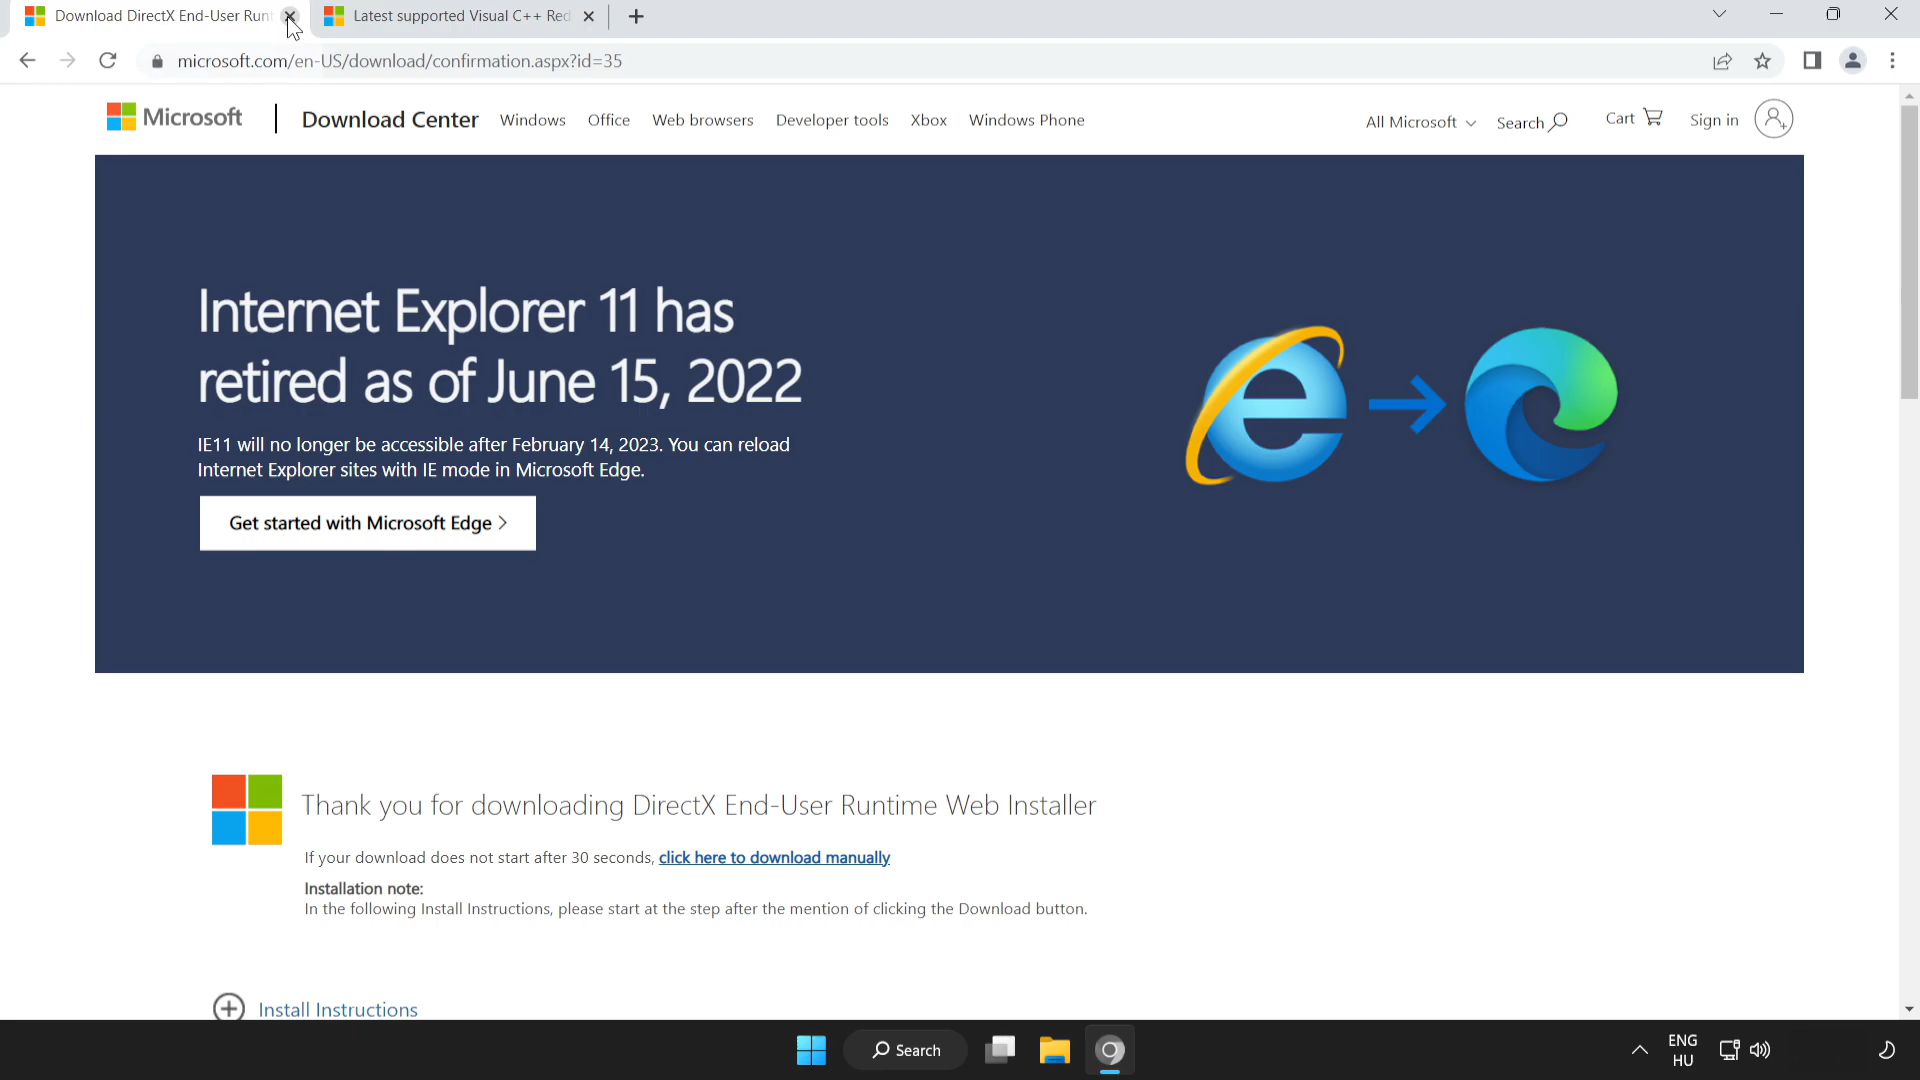 Download DirectX End-User Runt
Latest supported Visual C++ Red
microsoft.com/en-US/download/confirmation.aspx?id=35
Microsoft
Download Center
Windows
Office
Web browsers
Developer tools
Xbox
Windows Phone
All Microsoft
Search
Cart
Sign in
Internet Explorer 11 has
retired as of June 15, 2022
IE11 will no longer be accessible after February 14, 2023. You can reload
Internet Explorer sites with IE mode in Microsoft Edge.
Get started with Microsoft Edge >
Thank you for downloading DirectX End-User Runtime Web Installer
If your download does not start after 30 seconds, click here to download manually
Installation note:
In the following Install Instructions, please start at the step after the mention of clicking the Download button.
Install Instructions
Search
ENG
HU